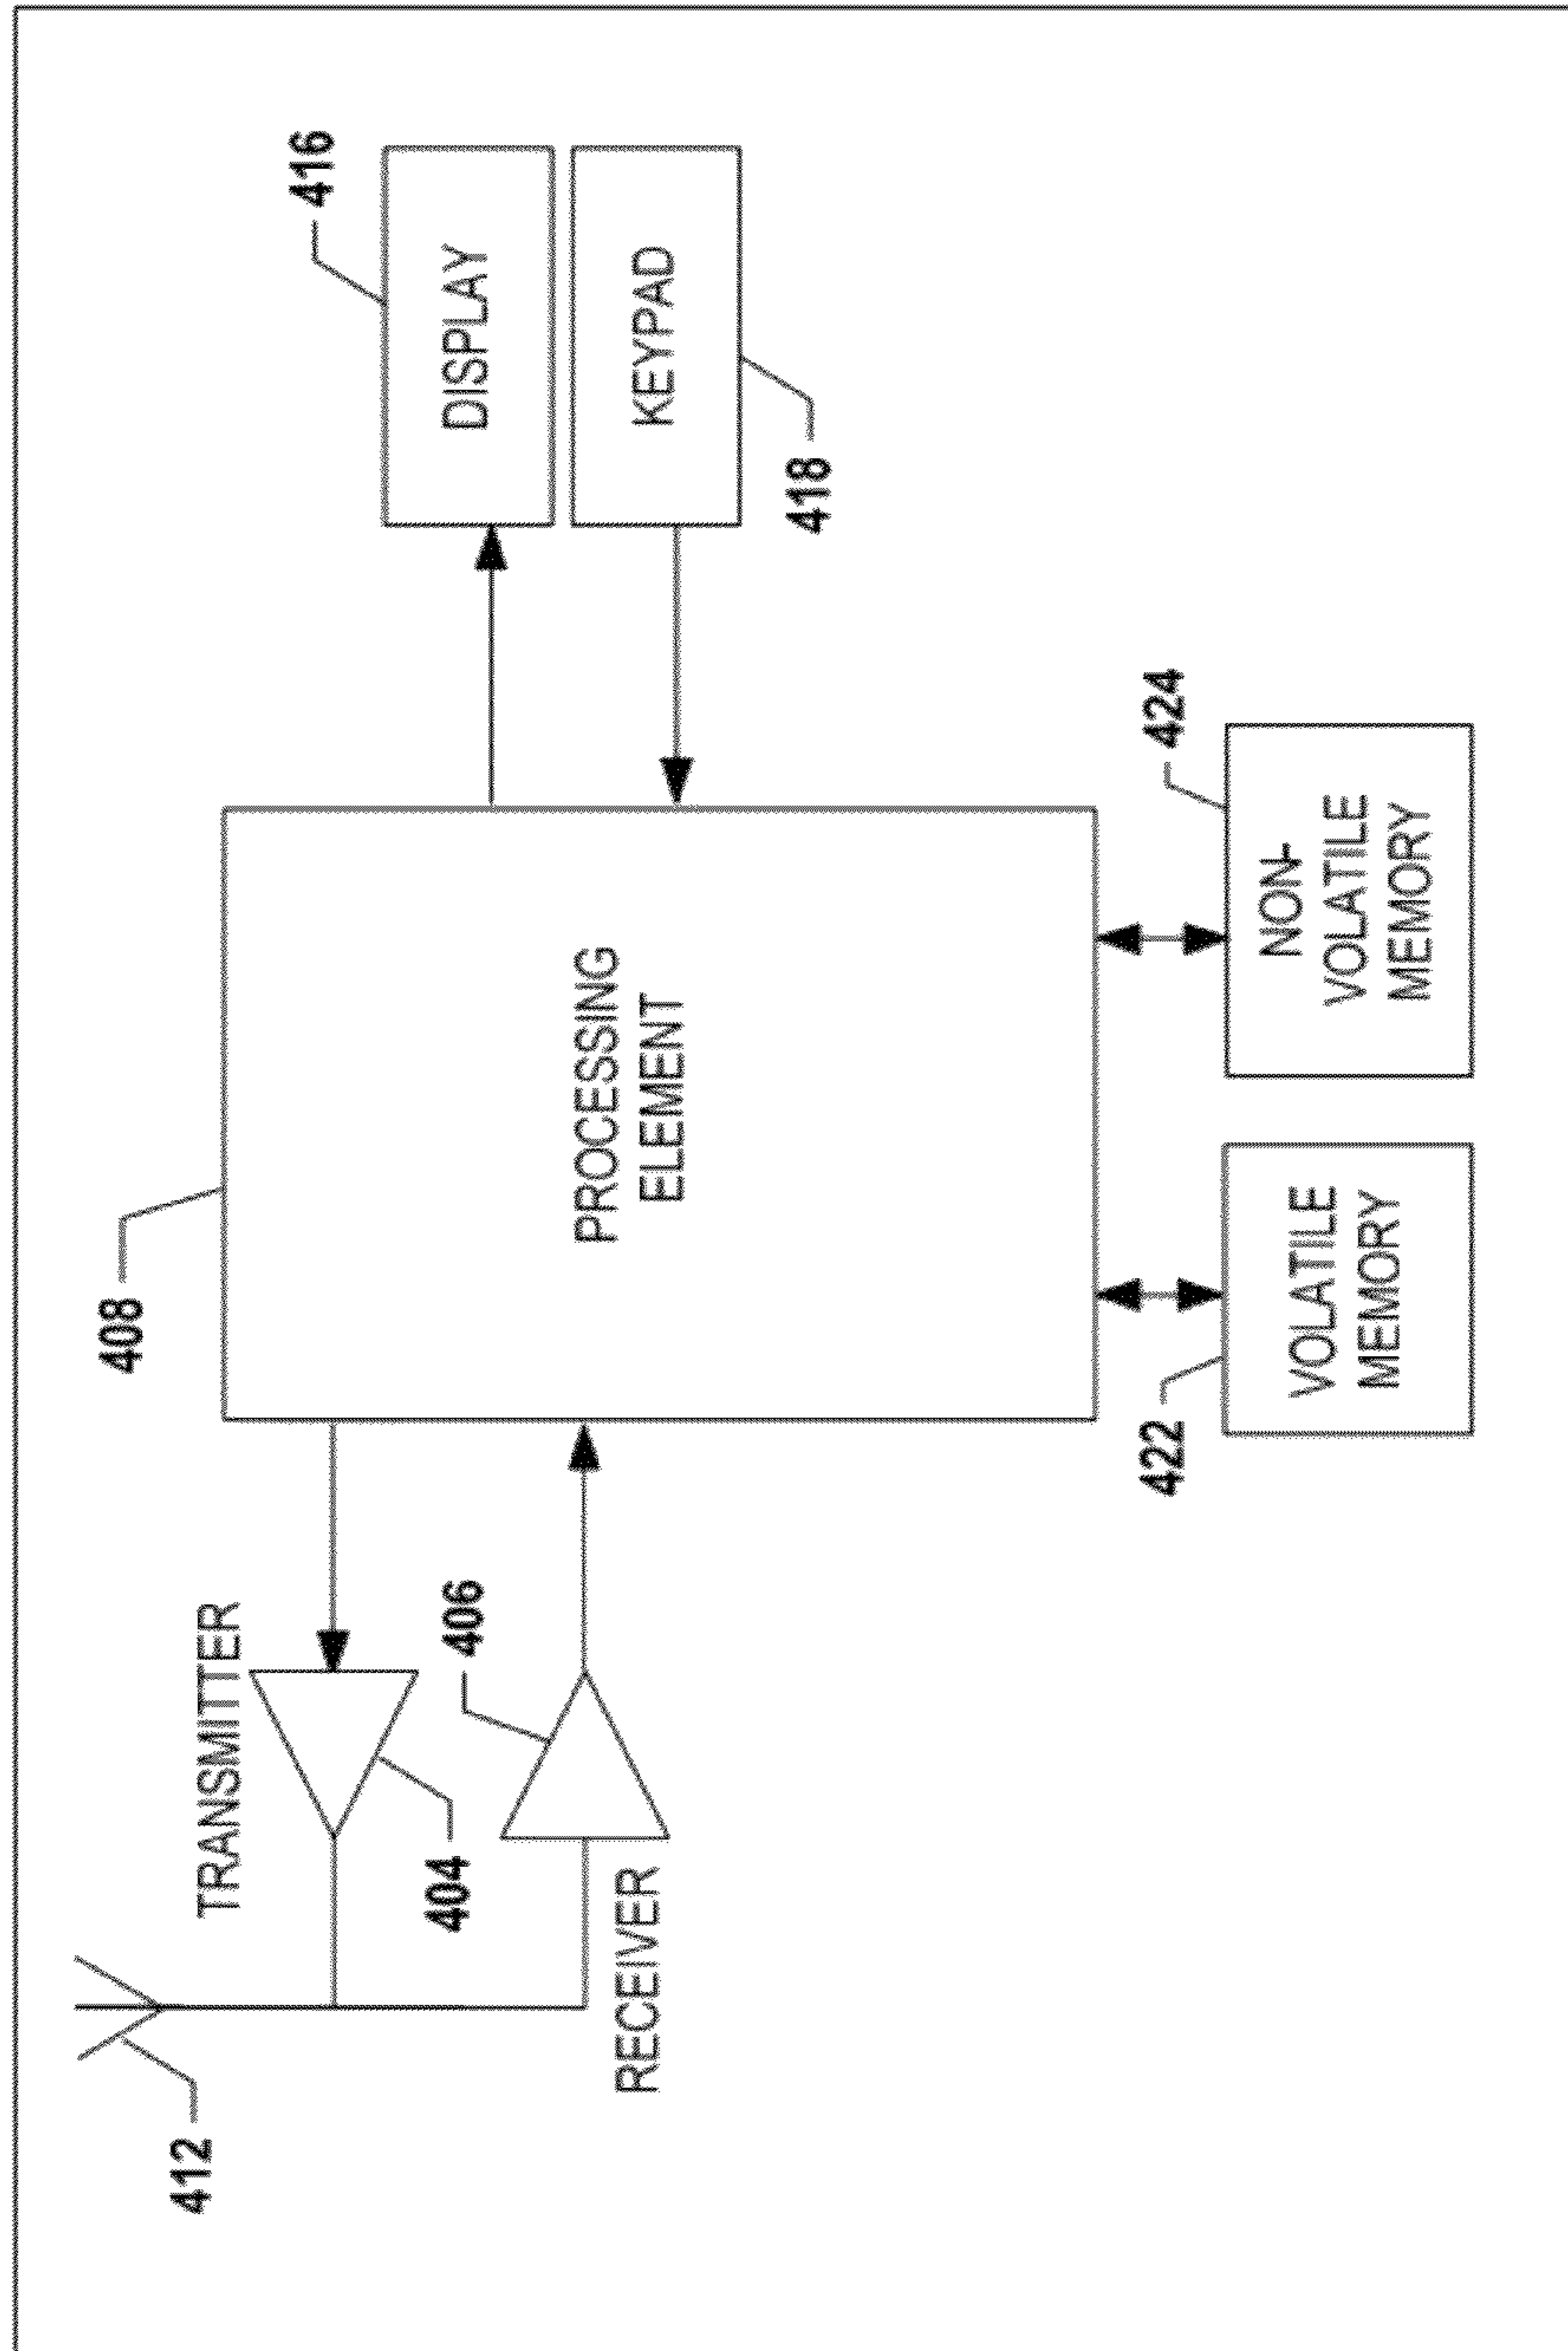 412
TRANSMITTER
404
406
RECEIVER
408
PROCESSING
ELEMENT
416
DISPLAY
KEYPAD
418
422
VOLATILE
MEMORY
424
NON-
VOLATILE
MEMORY